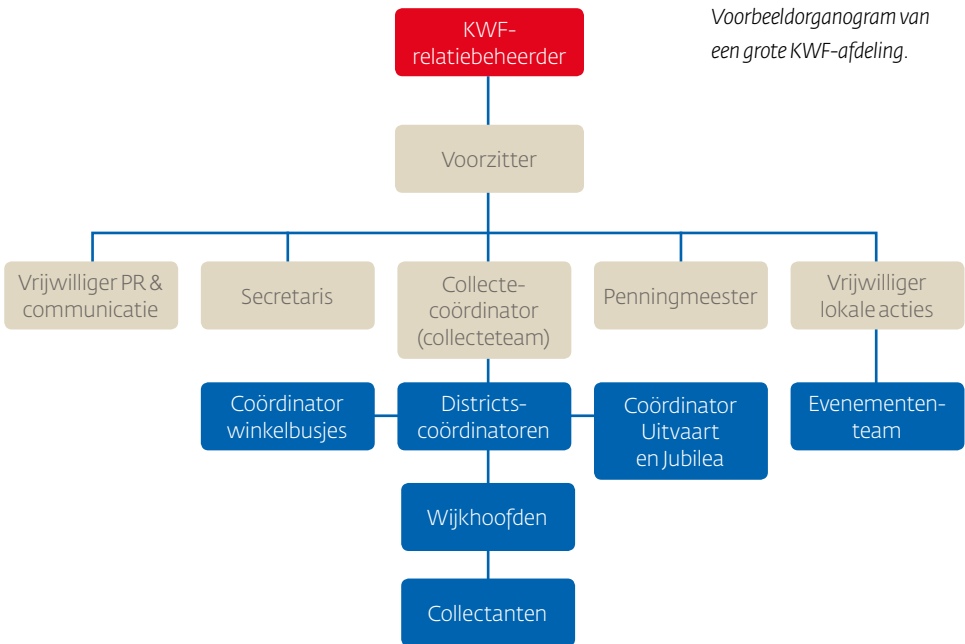 Voorbeeldorganogram van
een grote KWF-afdeling.
KWF-
relatiebeheerder
Voorzitter
Vrijwilliger PR &
communicatie
Secretaris
Collecte-
coördinator
(collecteteam)
Penningmeester
Vrijwilliger
lokale acties
Coördinator
winkelbusjes
Districts-
coördinatoren
Coördinator
Uitvaart
en Jubilea
Evenementen-
team
Wijkhoofden
Collectanten